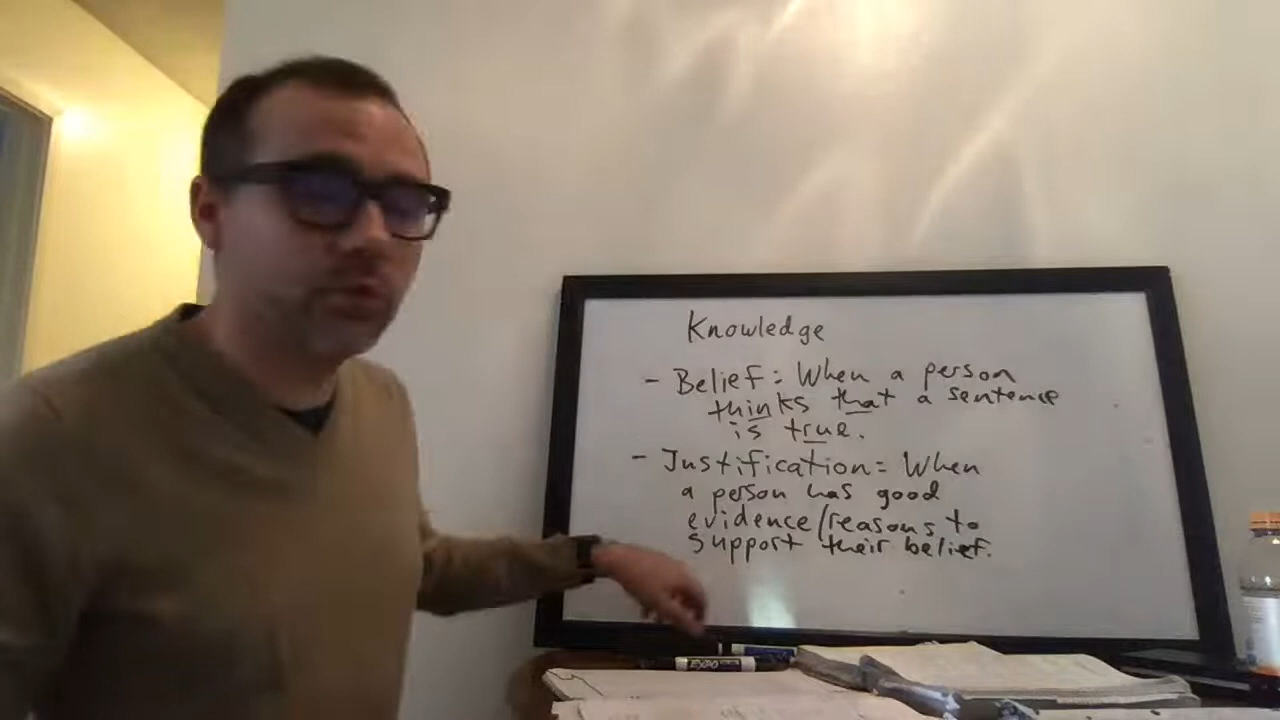 Knowledge
- Belief: When a person
thinks that a sentence
is true.
- Justification: When
a person has good
evidence/reasons to
support their belief.
EXPO